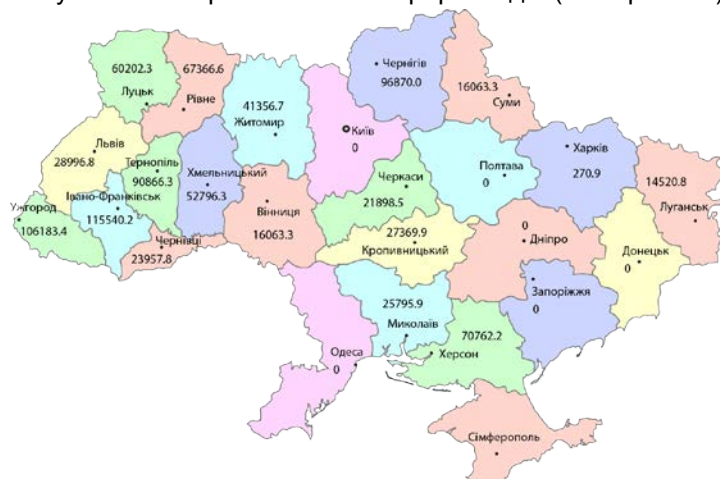 60202.3
Луцьк
67366.6
Рівне
41356.7
Житомир
Київ
0
Чернігів
96870.0
16063.3
Суми
Львів
28996.8
Тернопіль
90866.3
Хмельницький
52796.3
Ужгород
106183.4
Івано-Франківськ
115540.2
Чернівці
23957.8
Вінниця
16063.3
Черкаси
21898.5
Полтава
0
Харків
270.9
14520.8
Луганськ
27369.9
Кропивницький
0
Дніпро
Донецьк
0
Запоріжжя
0
25795.9
Миколаїв
70762.2
Херсон
Одеса
0
Сімферополь